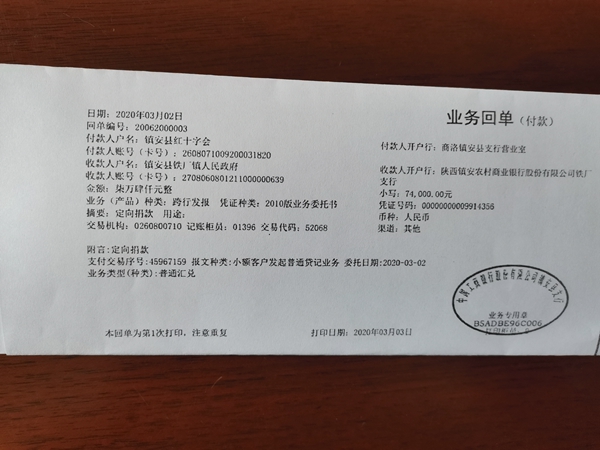 业务回单（付款）
日期：2020年03月02日
回单编号：20062000003
付款人户名：镇安县红十字会
付款人开户行：商洛镇安县支行营业室
付款人账号（卡号）：2608071009200031820
收款人户名：镇安县铁厂镇人民政府
收款人开户行：陕西镇安农村商业银行股份有限公司铁厂
支行
收款人账号（卡号）：2708060801211000000639
金额：柒万肆仟元整
小写：74,000.00元
业务（产品）种类：跨行发报 凭证种类：2010版业务委托书
凭证号码：00000000009914356
摘要：定向捐款 用途：
币种：人民币
交易机构：0260800710 记账柜员：01396 交易代码：52068
渠道：其他
附言：定向捐款
支付交易序号：45967159 报文种类：小额客户发起普通贷记业务 委托日期：2020-03-02
业务类型(种类)：普通汇兑
业务专用章
BSADBE96C006
本回单为第1次打印，注意重复 打印日期：2020年03月03日